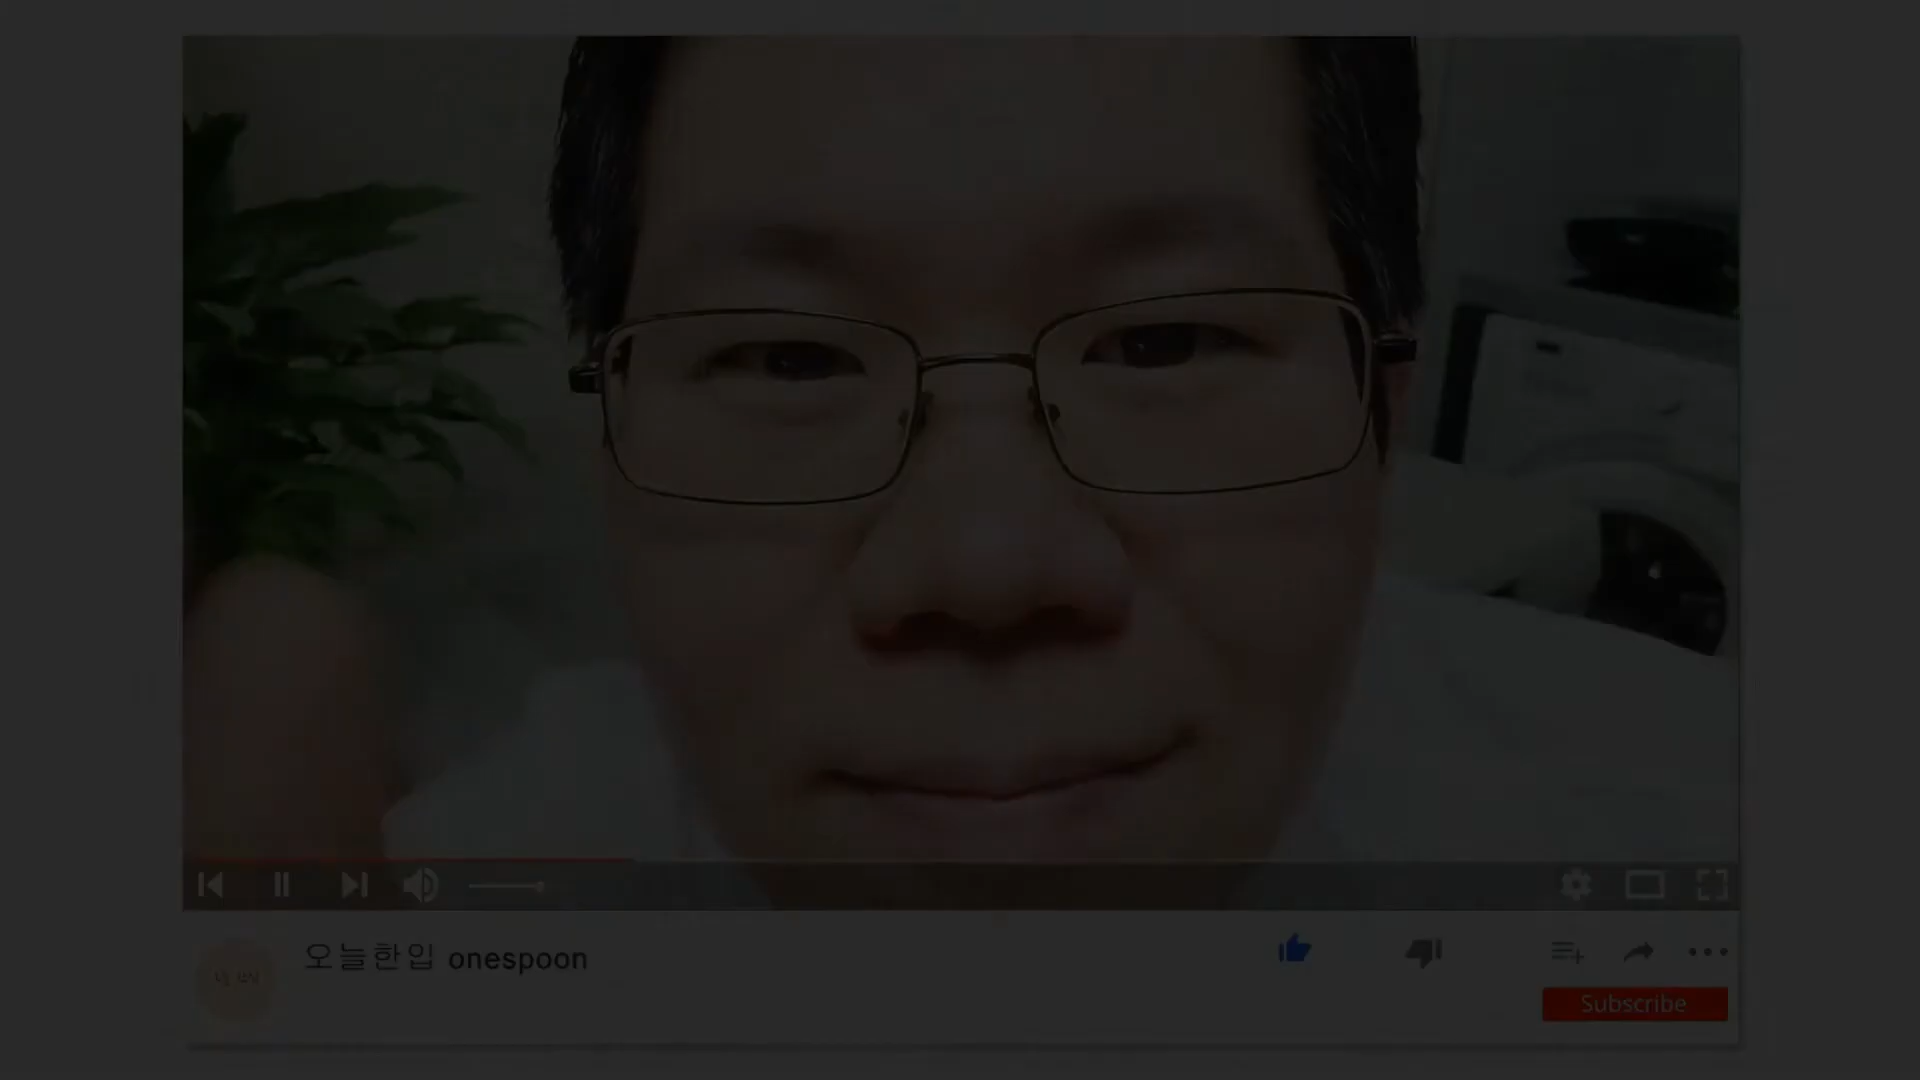 오늘한입 onespoon
Subscribe